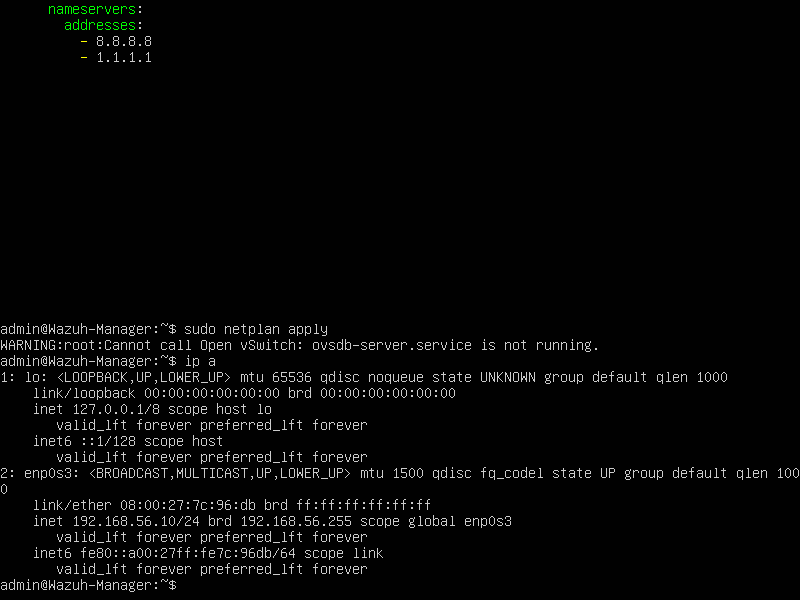 nameservers:
addresses:
- 8.8.8.8
- 1.1.1.1
admin@Wazuh-Manager:~$ sudo netplan apply
WARNING:root:Cannot call Open vSwitch: ovsdb-server.service is not running.
admin@Wazuh-Manager:~$ ip a
1: lo: <LOOPBACK,UP,LOWER_UP> mtu 65536 qdisc noqueue state UNKNOWN group default qlen 1000
link/loopback 00:00:00:00:00:00 brd 00:00:00:00:00:00
inet 127.0.0.1/8 scope host lo
valid_lft forever preferred_lft forever
inet6 ::1/128 scope host
valid_lft forever preferred_lft forever
2: enp0s3: <BROADCAST,MULTICAST,UP,LOWER_UP> mtu 1500 qdisc fq_codel state UP group default qlen 100
0
link/ether 08:00:27:7c:96:db brd ff:ff:ff:ff:ff:ff
inet 192.168.56.10/24 brd 192.168.56.255 scope global enp0s3
valid_lft forever preferred_lft forever
inet6 fe80::a00:27ff:fe7c:96db/64 scope link
valid_lft forever preferred_lft forever
admin@Wazuh-Manager:~$